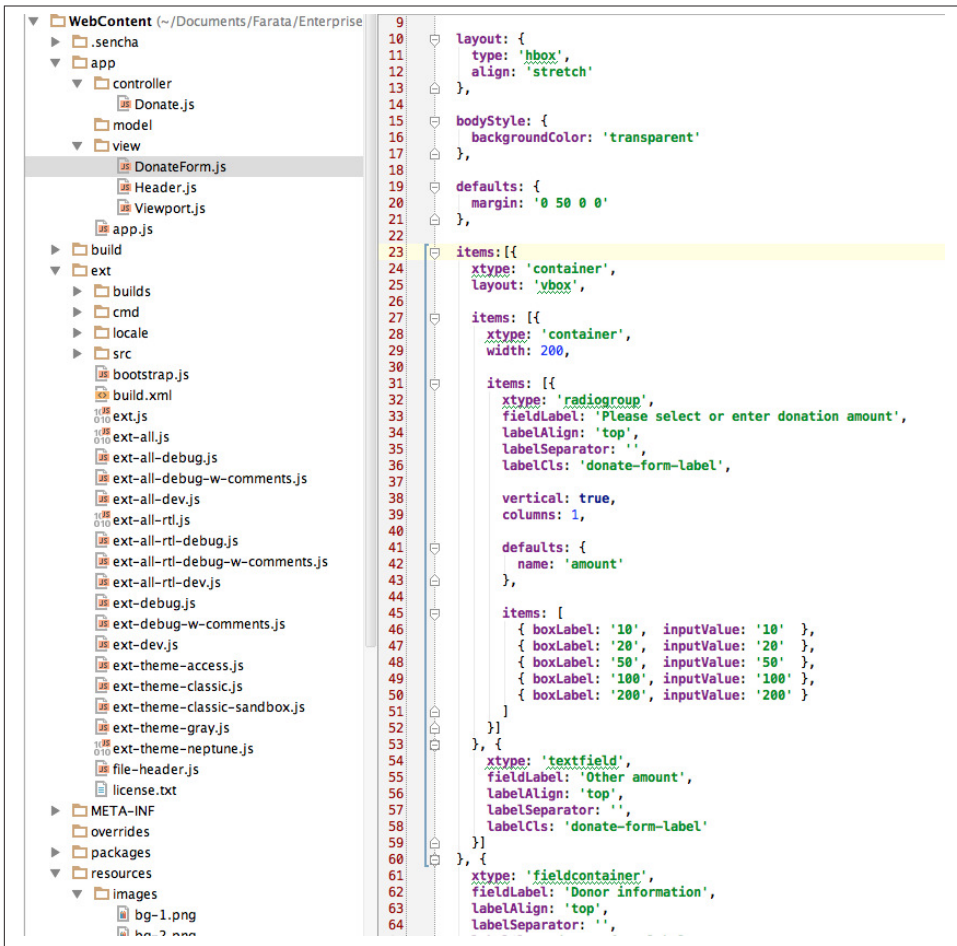 WebContent (~/Documents/Farata/Enterprise
.sencha
app
controller
Donate.js
model
view
DonateForm.js
Header.js
Viewport.js
app.js
build
ext
builds
cmd
locale
src
bootstrap.js
build.xml
ext.js
ext-all.js
ext-all-debug.js
ext-all-debug-w-comments.js
ext-all-dev.js
ext-all-rtl.js
ext-all-rtl-debug.js
ext-all-rtl-debug-w-comments.js
ext-all-rtl-dev.js
ext-debug.js
ext-debug-w-comments.js
ext-dev.js
ext-theme-access.js
ext-theme-classic.js
ext-theme-classic-sandbox.js
ext-theme-gray.js
ext-theme-neptune.js
file-header.js
license.txt
META-INF
overrides
packages
resources
images
bg-1.png
bg-2.png
9
10 layout: {
11 type: 'hbox',
12 align: 'stretch'
13 },
14
15 bodyStyle: {
16 backgroundColor: 'transparent'
17 },
18
19 defaults: {
20 margin: '0 50 0 0'
21 },
22
23 items:[{
24 xtype: 'container',
25 layout: 'vbox',
26
27 items: [{
28 xtype: 'container',
29 width: 200,
30
31 items: [{
32 xtype: 'radiogroup',
33 fieldLabel: 'Please select or enter donation amount',
34 labelAlign: 'top',
35 labelSeparator: '',
36 labelCls: 'donate-form-label',
37
38 vertical: true,
39 columns: 1,
40
41 defaults: {
42 name: 'amount'
43 },
44
45 items: [
46 { boxLabel: '10', inputValue: '10' },
47 { boxLabel: '20', inputValue: '20' },
48 { boxLabel: '50', inputValue: '50' },
49 { boxLabel: '100', inputValue: '100' },
50 { boxLabel: '200', inputValue: '200' }
51 ]
52 }]
53 }, {
54 xtype: 'textfield',
55 fieldLabel: 'Other amount',
56 labelAlign: 'top',
57 labelSeparator: '',
58 labelCls: 'donate-form-label'
59 }]
60 }, {
61 xtype: 'fieldcontainer',
62 fieldLabel: 'Donor information',
63 labelAlign: 'top',
64 labelSeparator: '',